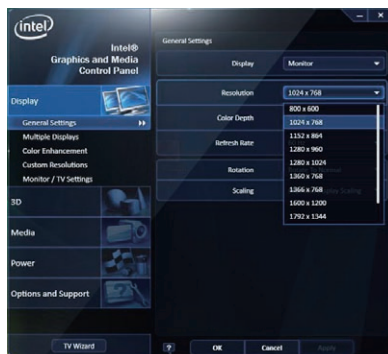 intel
Intel®
Graphics and Media
Control Panel
Display
General Settings
Multiple Displays
Color Enhancement
Custom Resolutions
Monitor / TV Settings
3D
Media
Power
Options and Support
TV Wizard
General Settings
Display
Monitor
Resolution
1024 x 768
800 x 600
1024 x 768
1152 x 864
1280 x 960
1280 x 1024
1360 x 768
1366 x 768
1600 x 1200
1792 x 1344
Color Depth
Refresh Rate
Rotation
Scaling
?
OK
Cancel
Apply